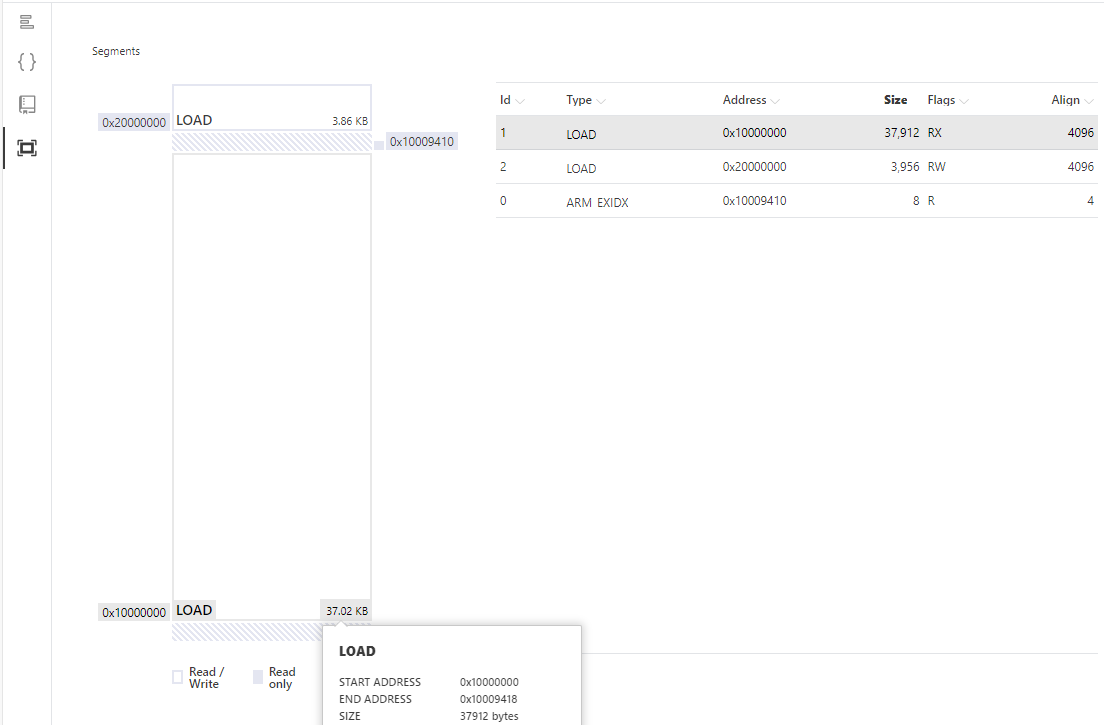 Segments
0x20000000 LOAD 3.86 KB
0x10009410
0x10000000 LOAD 37.02 KB
Read / Write
Read only
LOAD
START ADDRESS 0x10000000
END ADDRESS 0x10009418
SIZE 37912 bytes
Id Type Address Size Flags Align
1 LOAD 0x10000000 37,912 RX 4096
2 LOAD 0x20000000 3,956 RW 4096
0 ARM_EXIDX 0x10009410 8 R 4